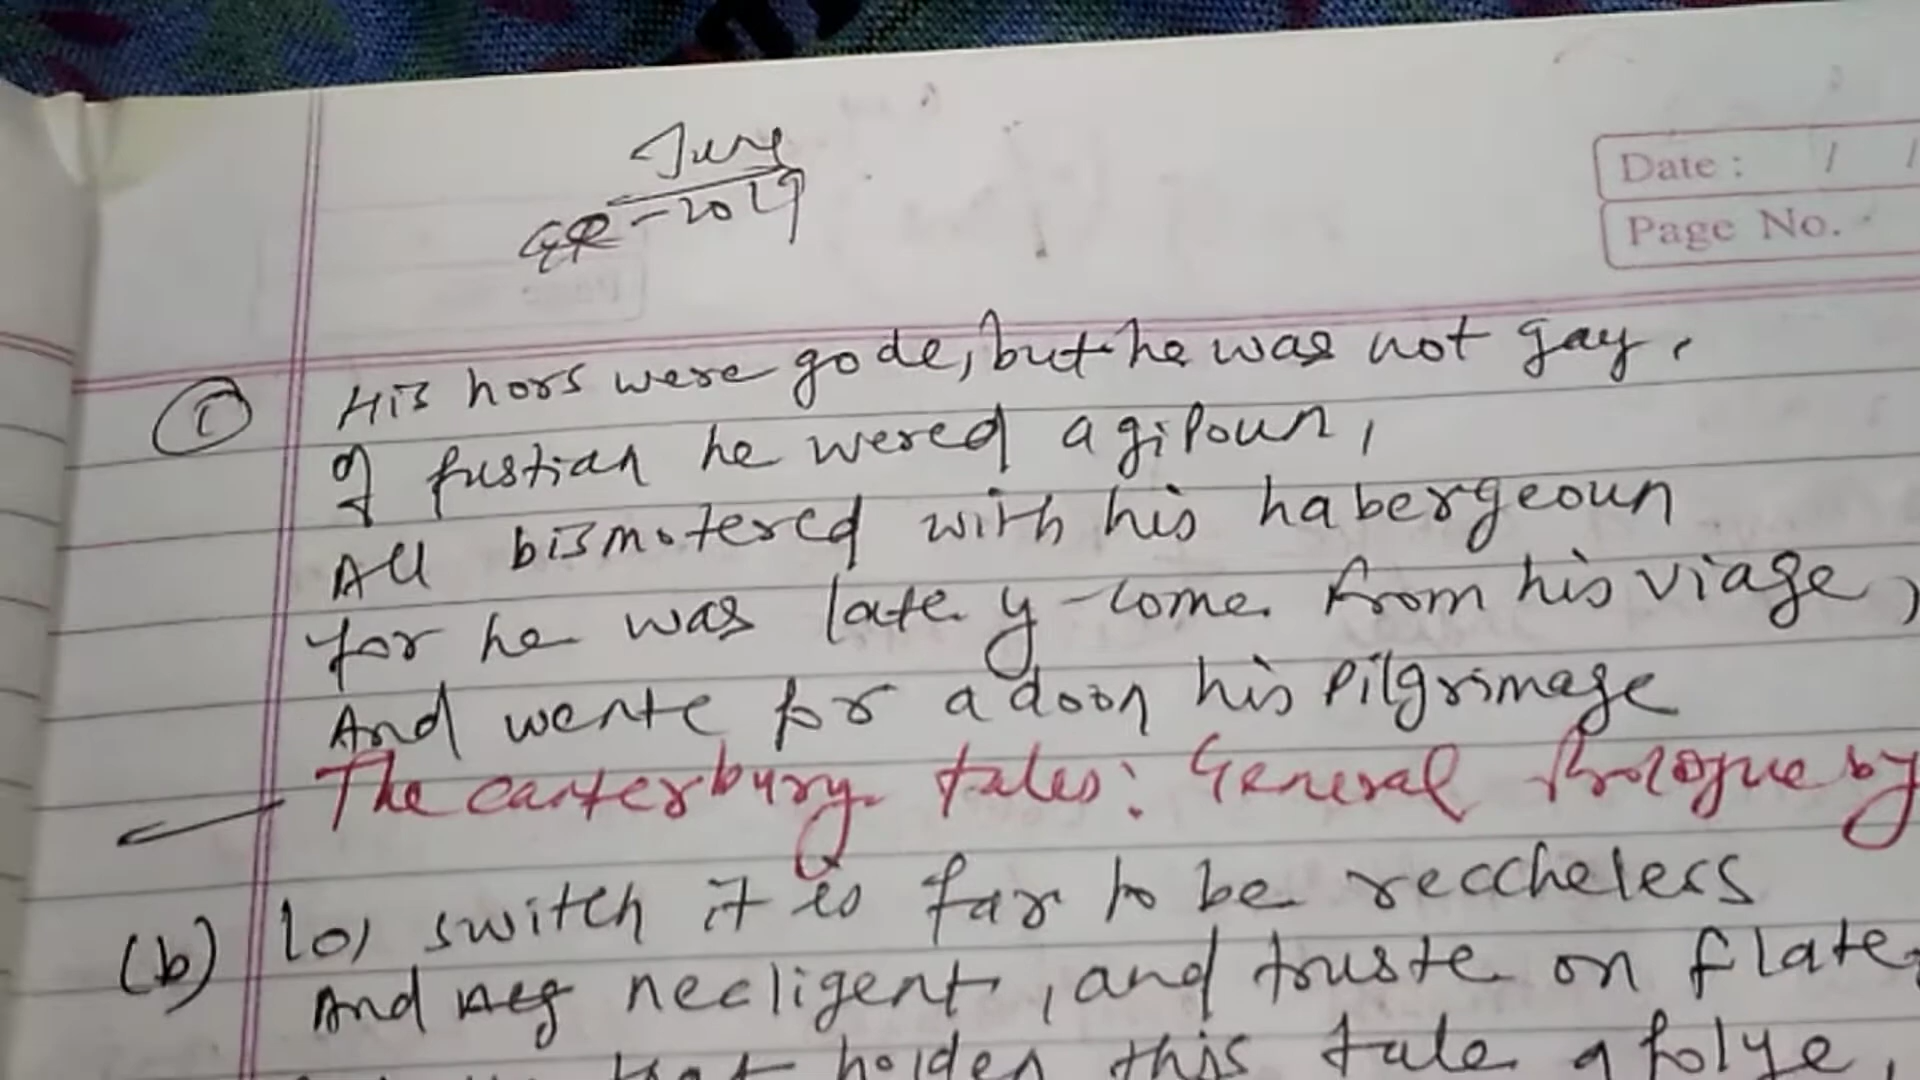 June
2019
Date : / /
Page No.
① His hors were gode, but he was not gay.
Of fustian he wered a gipoun,
All bismotered with his habergeoun
for he was late y-come from his viage,
And wente for a doon his pilgrimage
The canterbury tales: General Prologue by
(b) lo, switch it is far to be reccheless
And neg necligent, and truste on flate
that holden this tale a folye,